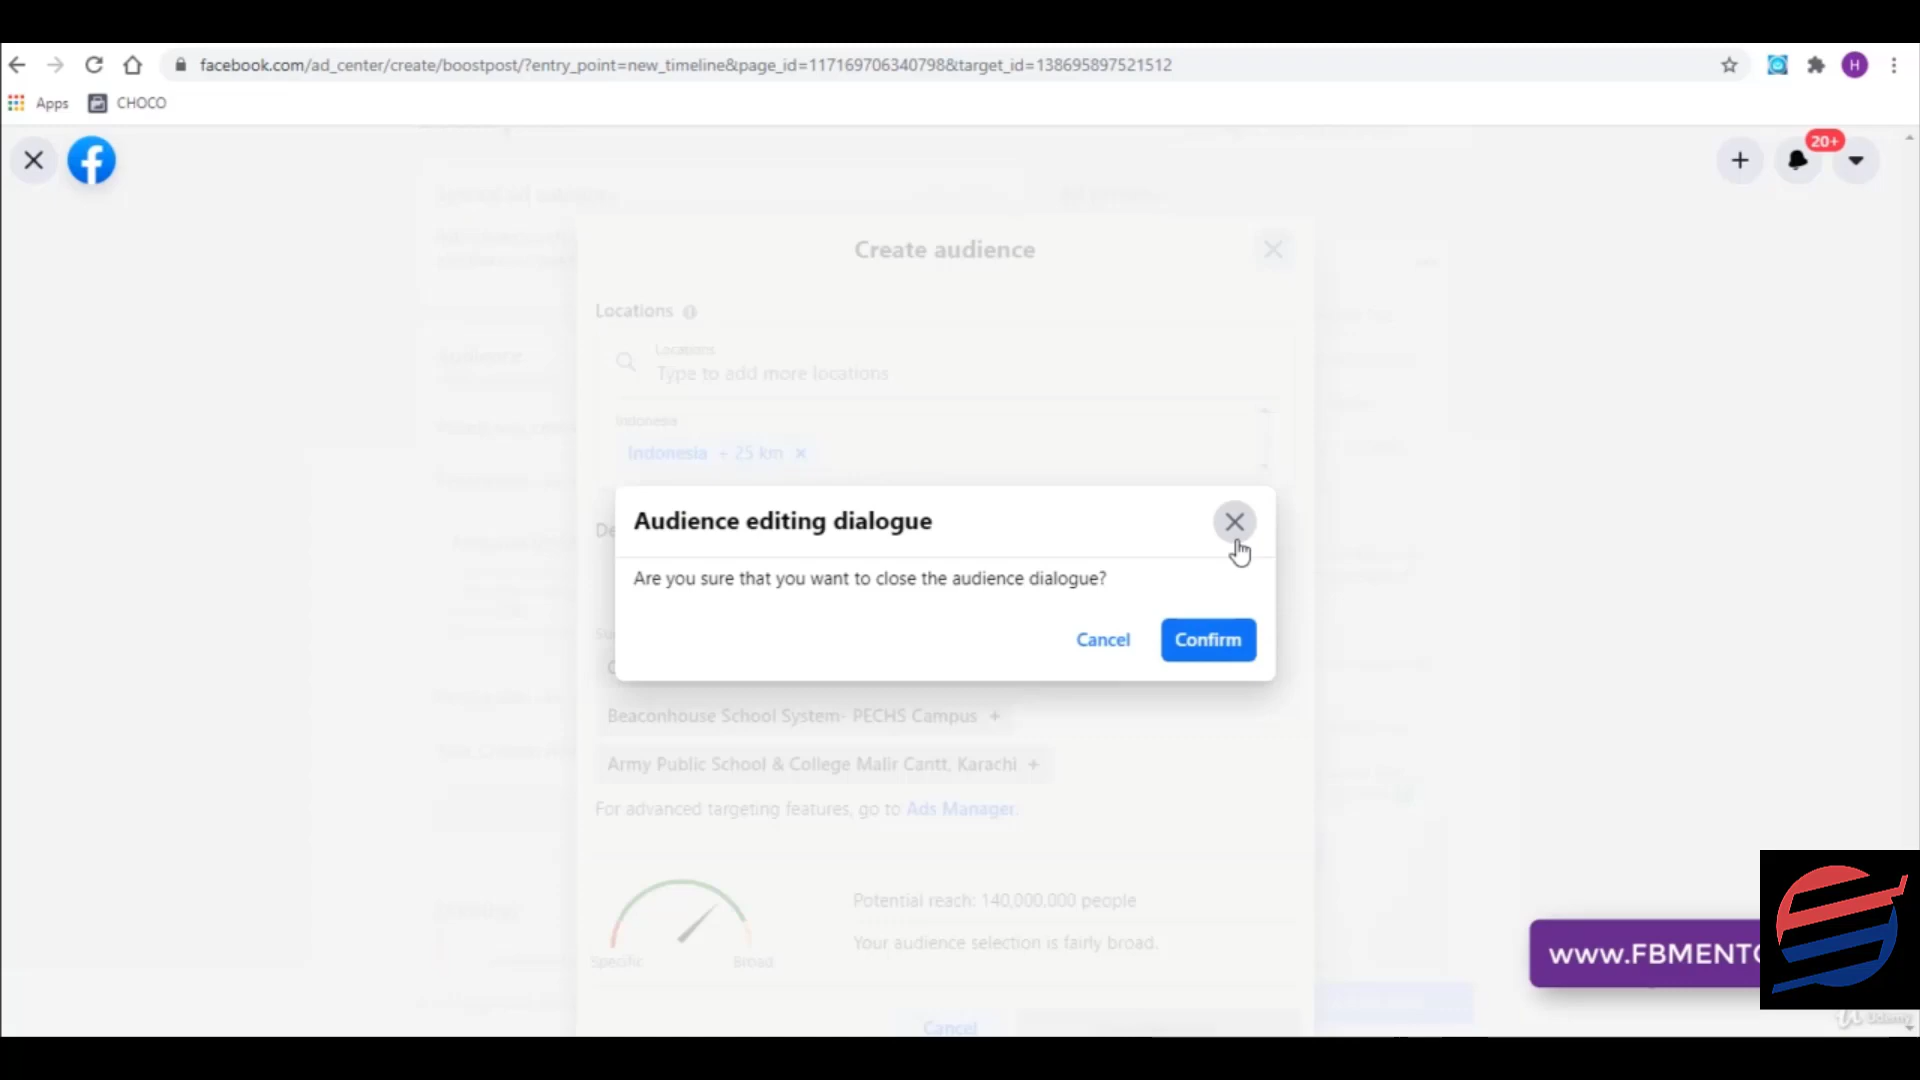 facebook.com/ad_center/create/boostpost/?entry_point=new_timeline&page_id=117169706340798&target_id=138695897521512
H
Apps
CHOCO
20+
Create audience
Locations
Locations
Type to add more locations
Indonesia
Indonesia + 25 km
Audience editing dialogue
Are you sure that you want to close the audience dialogue?
Cancel
Confirm
Beaconhouse School System- PECHS Campus +
Army Public School & College Malir Cantt, Karachi +
For advanced targeting features, go to Ads Manager.
Potential reach: 140,000,000 people
Your audience selection is fairly broad.
Specific
Broad
www.FBMENTO
Cancel
Udemy